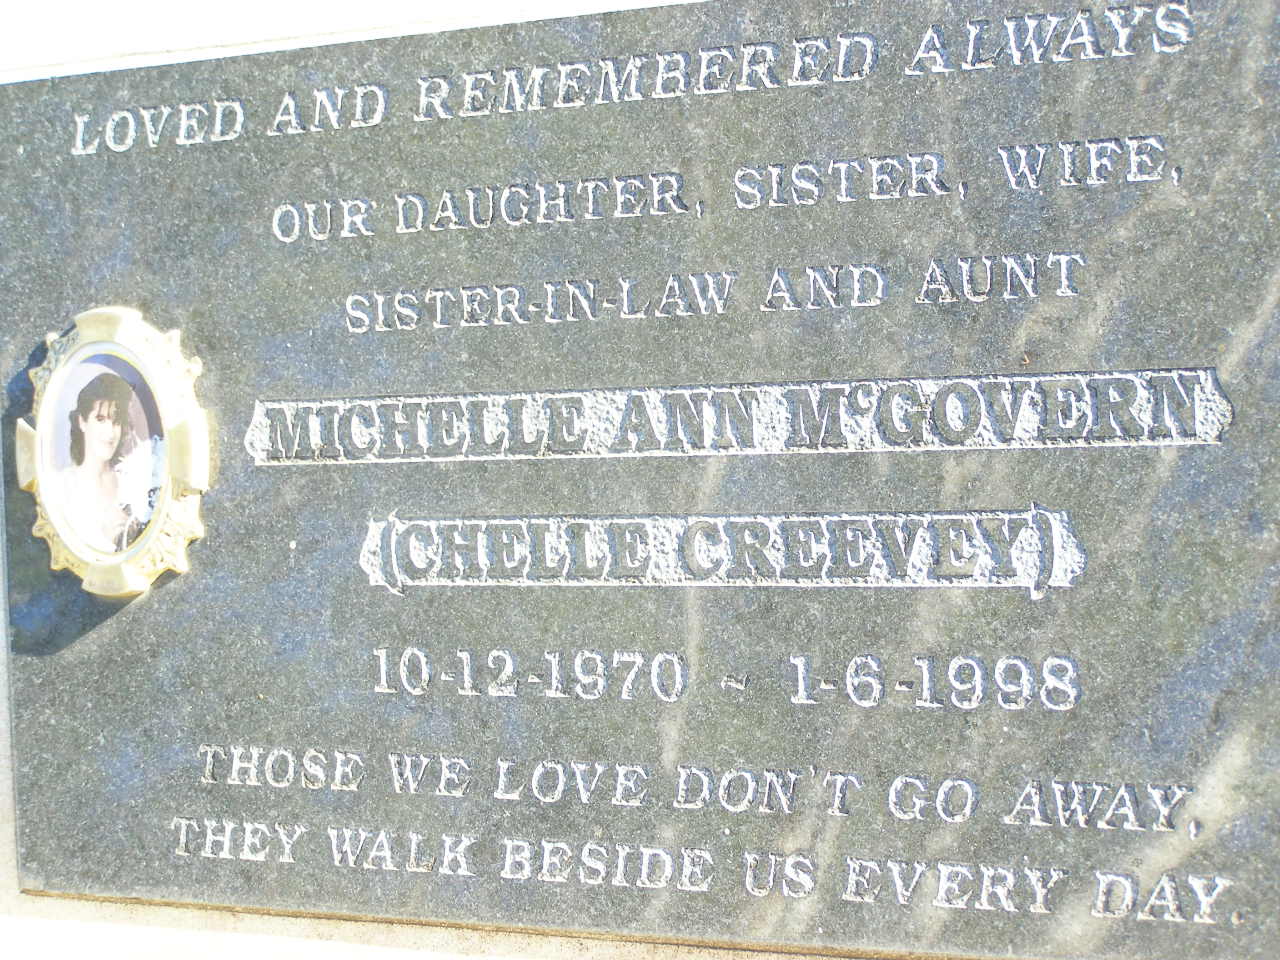 LOVED AND REMEMBERED ALWAYS
OUR DAUGHTER, SISTER, WIFE,
SISTER-IN-LAW AND AUNT
MICHELLE ANN McGOVERN
(CHELLE CREEVEY)
10-12-1970 ~ 1-6-1998
THOSE WE LOVE DON'T GO AWAY,
THEY WALK BESIDE US EVERY DAY.